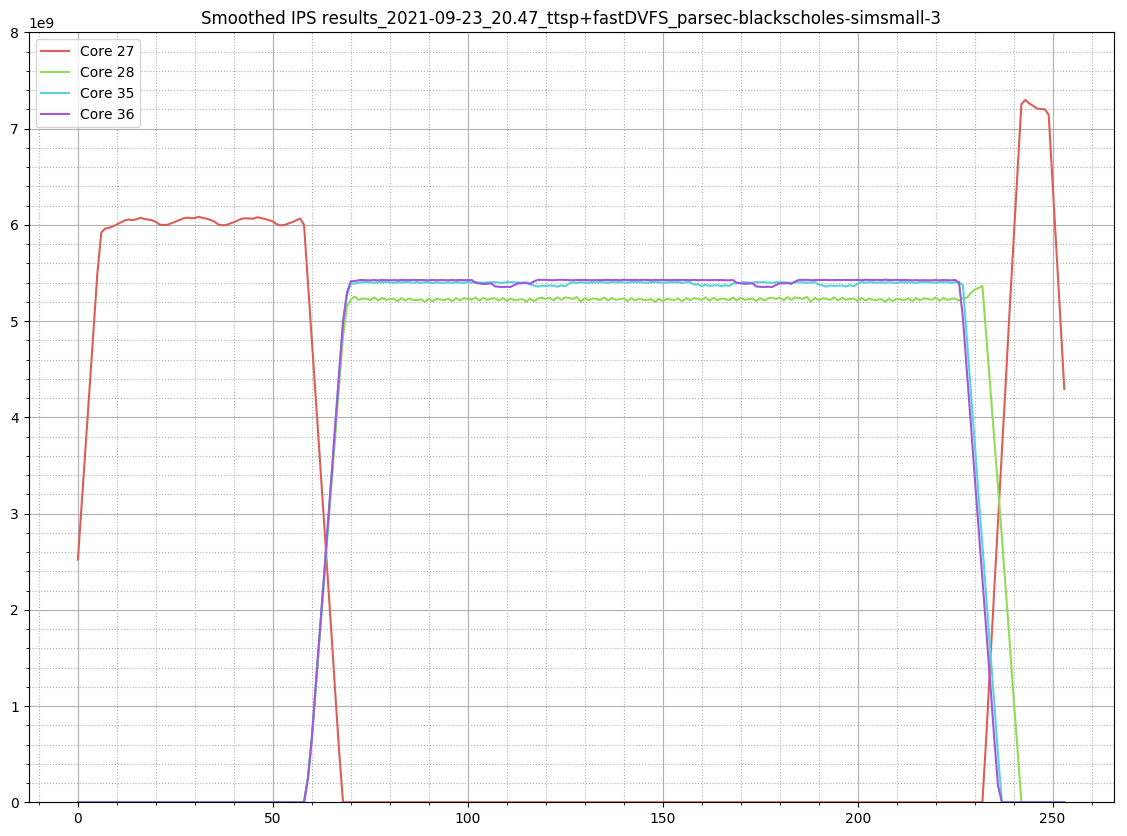 Smoothed IPS results_2021-09-23_20.47_ttsp+fastDVFS_parsec-blackscholes-simsmall-3
1e9
Core 27
Core 28
Core 35
Core 36
8
7
6
5
4
3
2
1
0
0 50 100 150 200 250